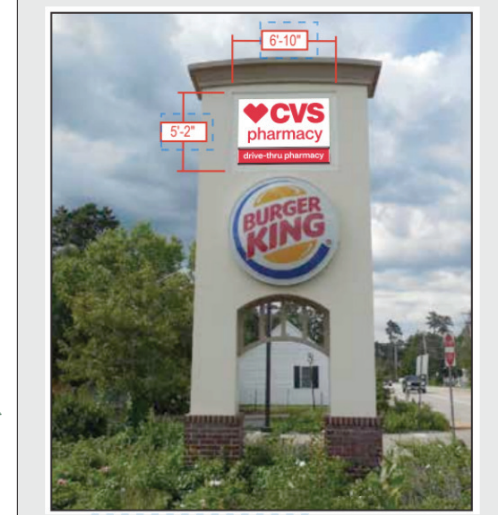 6'-10"
5'-2"
CVS
pharmacy
drive-thru pharmacy
BURGER
KING